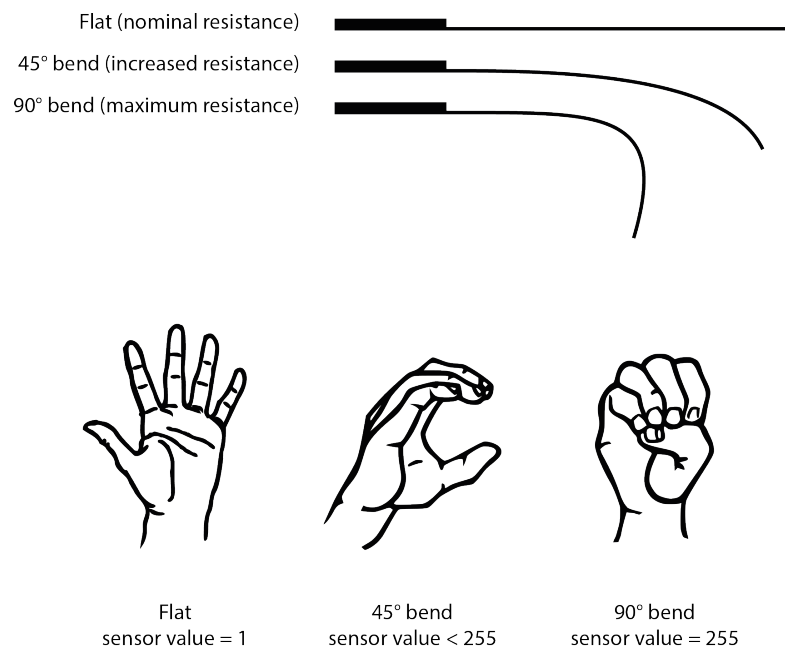 Flat (nominal resistance)
45° bend (increased resistance)
90° bend (maximum resistance)
Flat
sensor value = 1
45° bend
sensor value < 255
90° bend
sensor value = 255